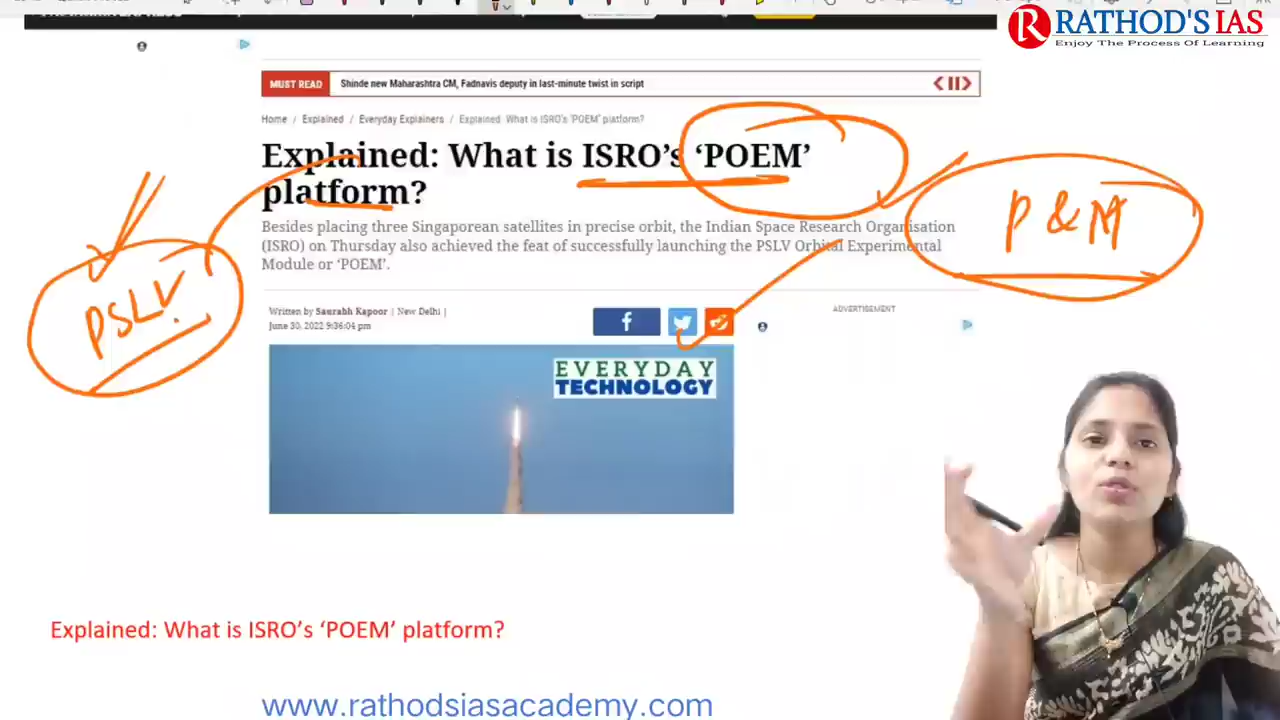 RATHOD'S IAS
Enjoy The Process Of Learning
MUST READ Shinde new Maharashtra CM, Fadnavis deputy in last-minute twist in script
Home / Explained / Everyday Explainers / Explained: What is ISRO's 'POEM' platform?
Explained: What is ISRO's 'POEM'
platform?
Besides placing three Singaporean satellites in precise orbit, the Indian Space Research Organisation
(ISRO) on Thursday also achieved the feat of successfully launching the PSLV Orbital Experimental
Module or 'POEM'.
P & M
PSLV
Written by Saurabh Kapoor | New Delhi |
June 30, 2022 9:36:04 pm
ADVERTISEMENT
EVERYDAY
TECHNOLOGY
Explained: What is ISRO's 'POEM' platform?
www.rathodsiasacademy.com